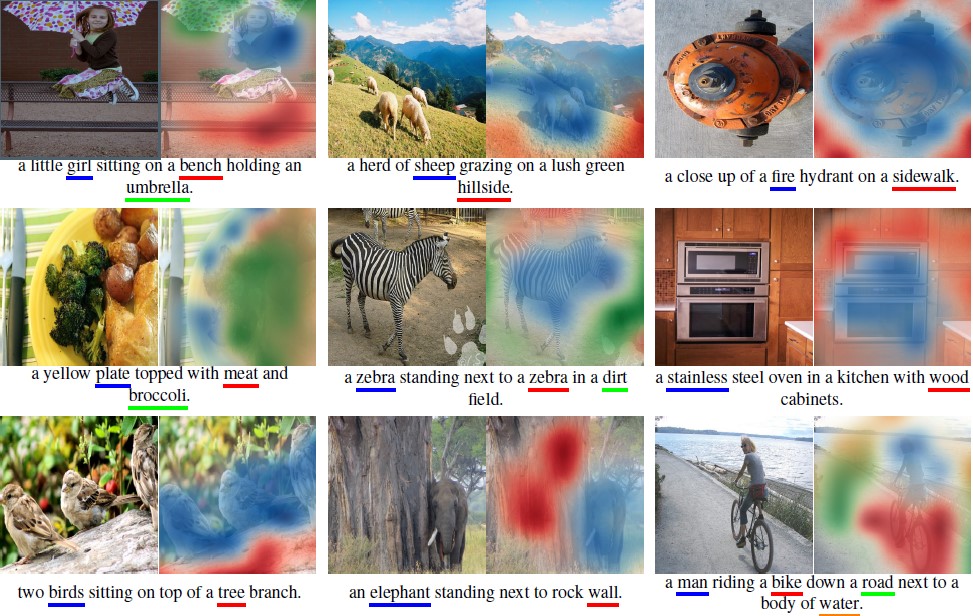 a little girl sitting on a bench holding an
umbrella.
a herd of sheep grazing on a lush green
hillside.
a close up of a fire hydrant on a sidewalk.
a yellow plate topped with meat and
broccoli.
a zebra standing next to a zebra in a dirt
field.
a stainless steel oven in a kitchen with wood
cabinets.
two birds sitting on top of a tree branch.
an elephant standing next to rock wall.
a man riding a bike down a road next to a
body of water.